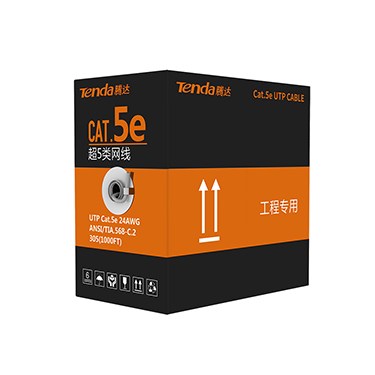 Tenda腾达
CAT.5e
超5类网线
UTP Cat.5e 24AWG
ANSI/TIA.568-C.2
305(1000FT)
6
Tenda腾达
Cat.5e UTP CABLE
工程专用